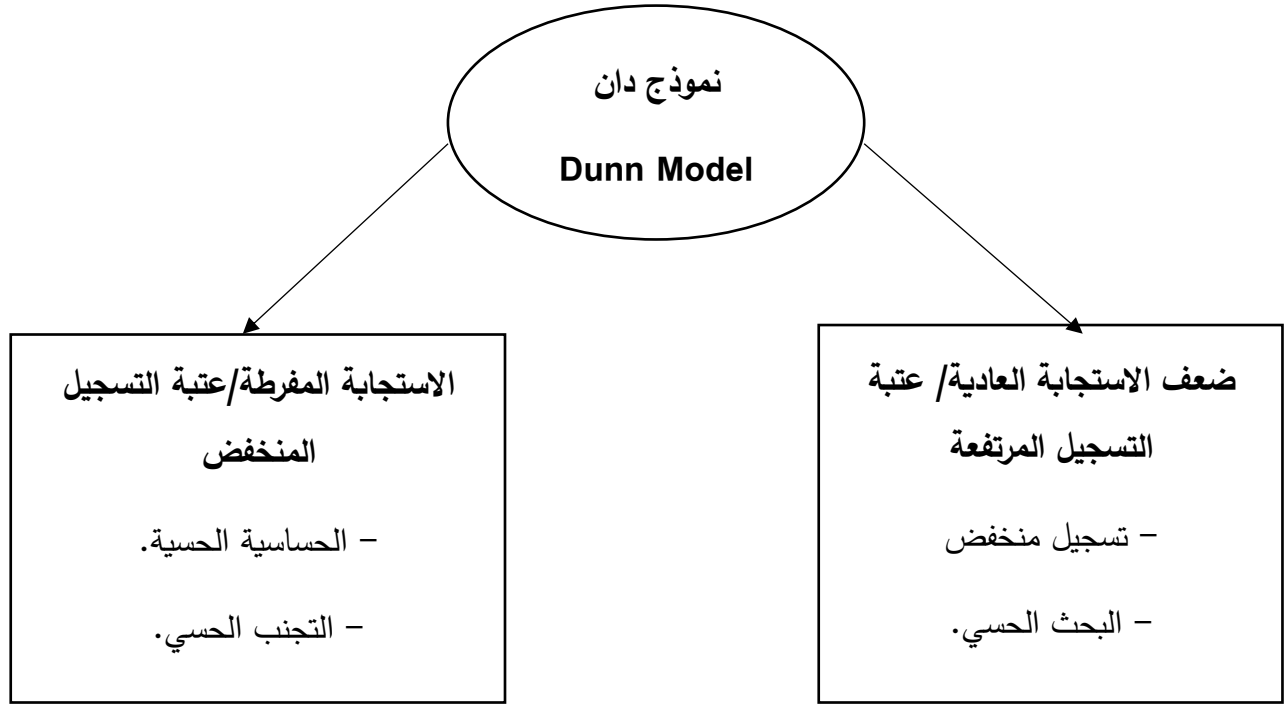 نموذج دان
Dunn Model
ضعف الاستجابة العادية/ عتبة
التسجيل المرتفعة
- تسجيل منخفض
- البحث الحسي.
الاستجابة المفرطة/عتبة التسجيل
المنخفض
- الحساسية الحسية.
- التجنب الحسي.